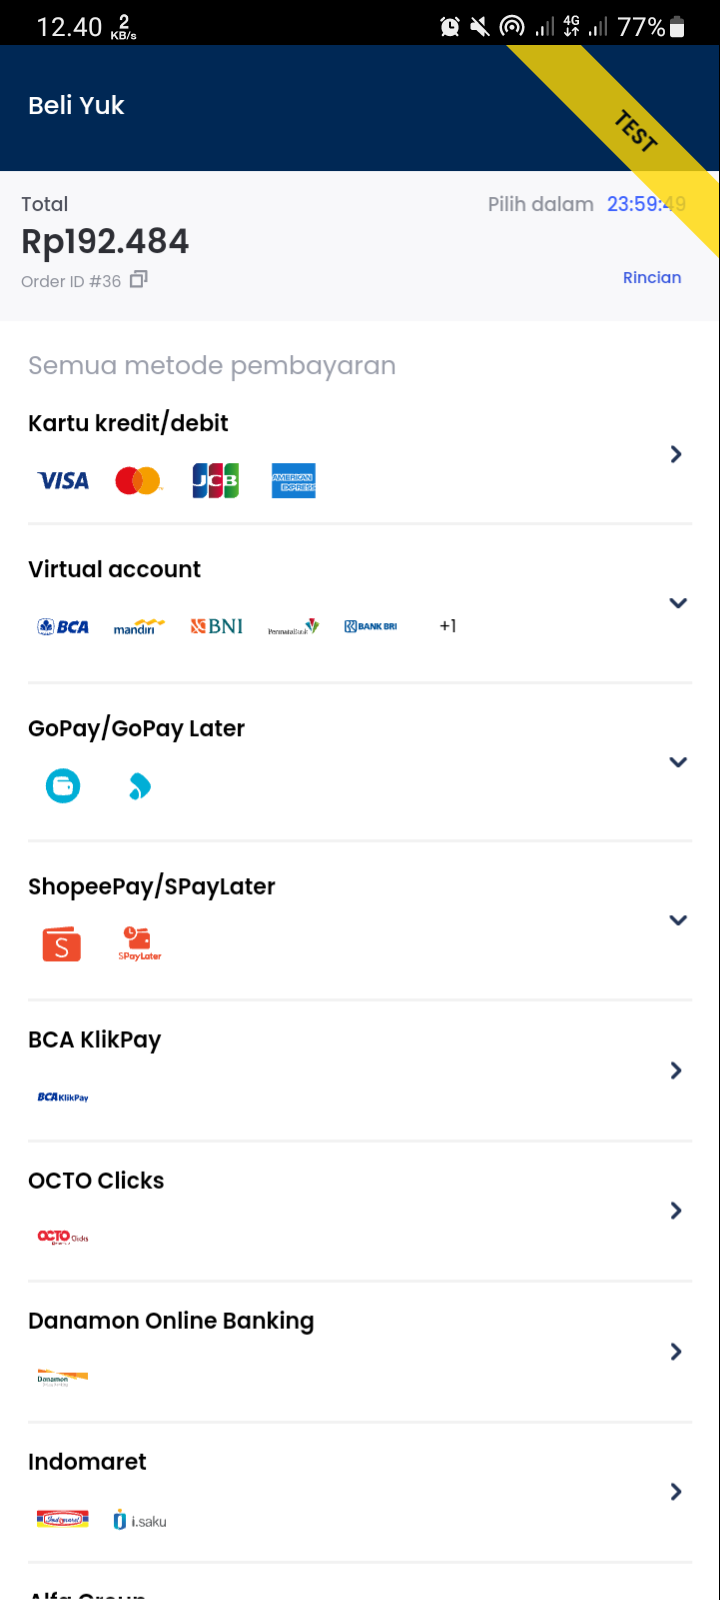 12.40 2 KB/s 4G 77%
Beli Yuk
TEST
Total Pilih dalam 23:59:49
Rp192.484
Order ID #36 Rincian
Semua metode pembayaran
Kartu kredit/debit
VISA JCB AMERICAN EXPRESS
Virtual account
BCA mandiri BNI PermataBank BANK BRI +1
GoPay/GoPay Later
ShopeePay/SPayLater
S SPayLater
BCA KlikPay
BCA KlikPay
OCTO Clicks
OCTO Clicks
Danamon Online Banking
Danamon
Indomaret
Indomaret i.saku
Alfa Group